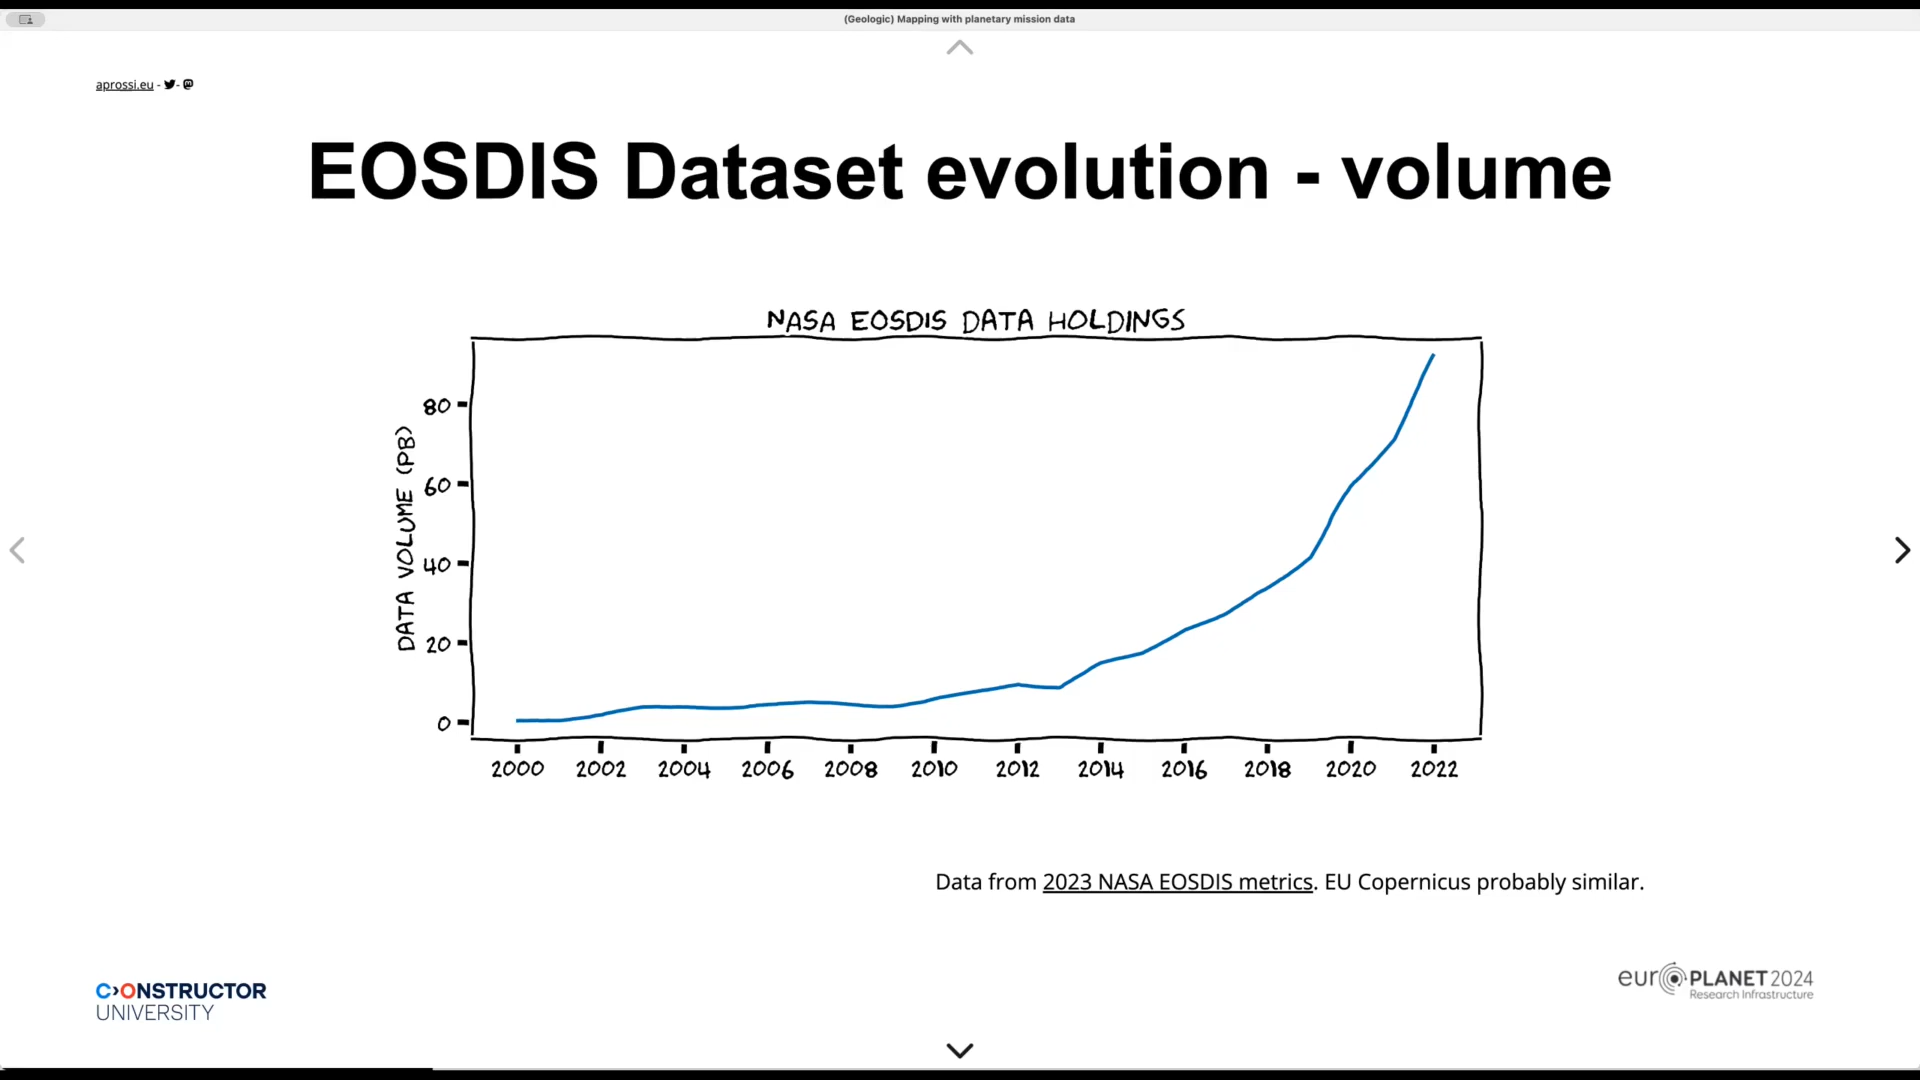 (Geologic) Mapping with planetary mission data
aprossi.eu - -
EOSDIS Dataset evolution - volume
NASA EOSDIS DATA HOLDINGS
DATA VOLUME (PB)
80
60
40
20
0
2000 2002 2004 2006 2008 2010 2012 2014 2016 2018 2020 2022
Data from 2023 NASA EOSDIS metrics. EU Copernicus probably similar.
CONSTRUCTOR
UNIVERSITY
euroPLANET 2024
Research Infrastructure